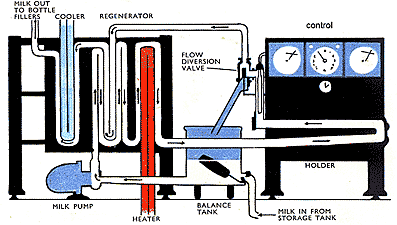 MILK OUT
TO BOTTLE
FILLERS
COOLER
REGENERATOR
FLOW
DIVERSION
VALVE
control
HOLDER
MILK PUMP
HEATER
BALANCE
TANK
MILK IN FROM
STORAGE TANK